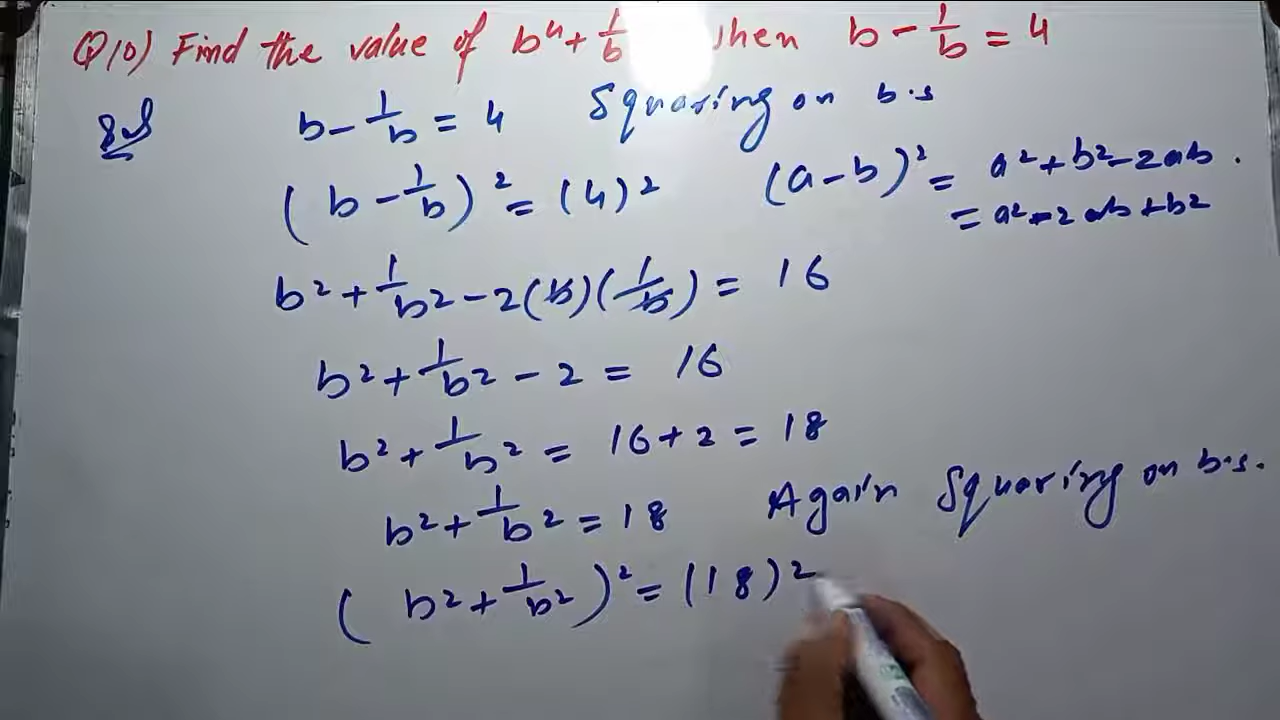 Q10) Find the value of b⁴ + 1/b when b - 1/b = 4
Sol b - 1/b = 4 Squaring on b.s
(b - 1/b)² = (4)² (a-b)² = a²+b²-2ab.
= a²-2ab+b²
b² + 1/b² - 2(b)(1/b) = 16
b² + 1/b² - 2 = 16
b² + 1/b² = 16+2 = 18
b² + 1/b² = 18 Again Squaring on b.s.
(b² + 1/b²)² = (18)²